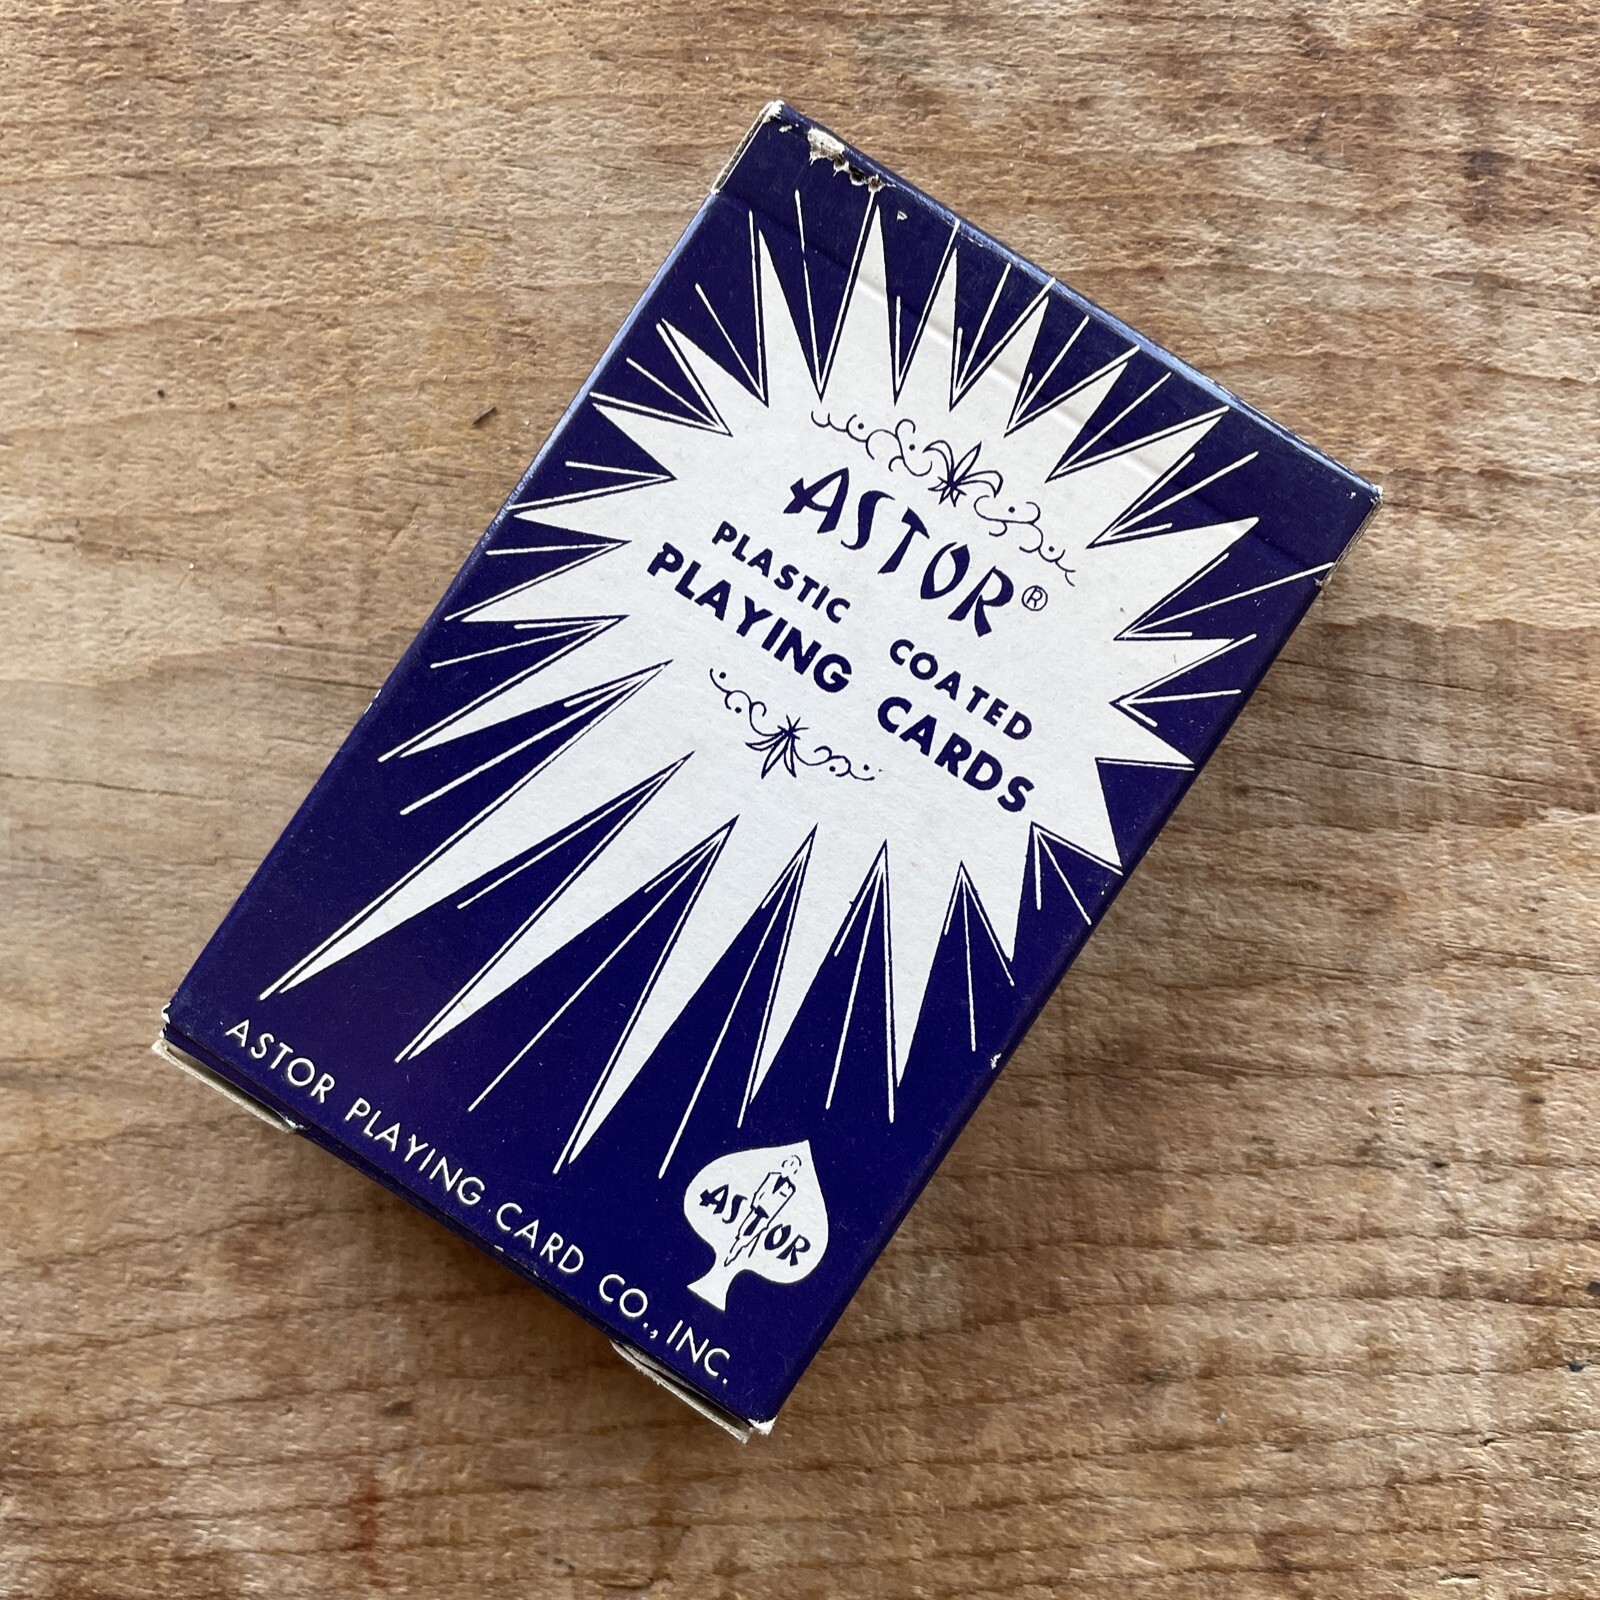 ASTOR®
PLASTIC COATED
PLAYING CARDS
ASTOR
ASTOR PLAYING CARD CO., INC.